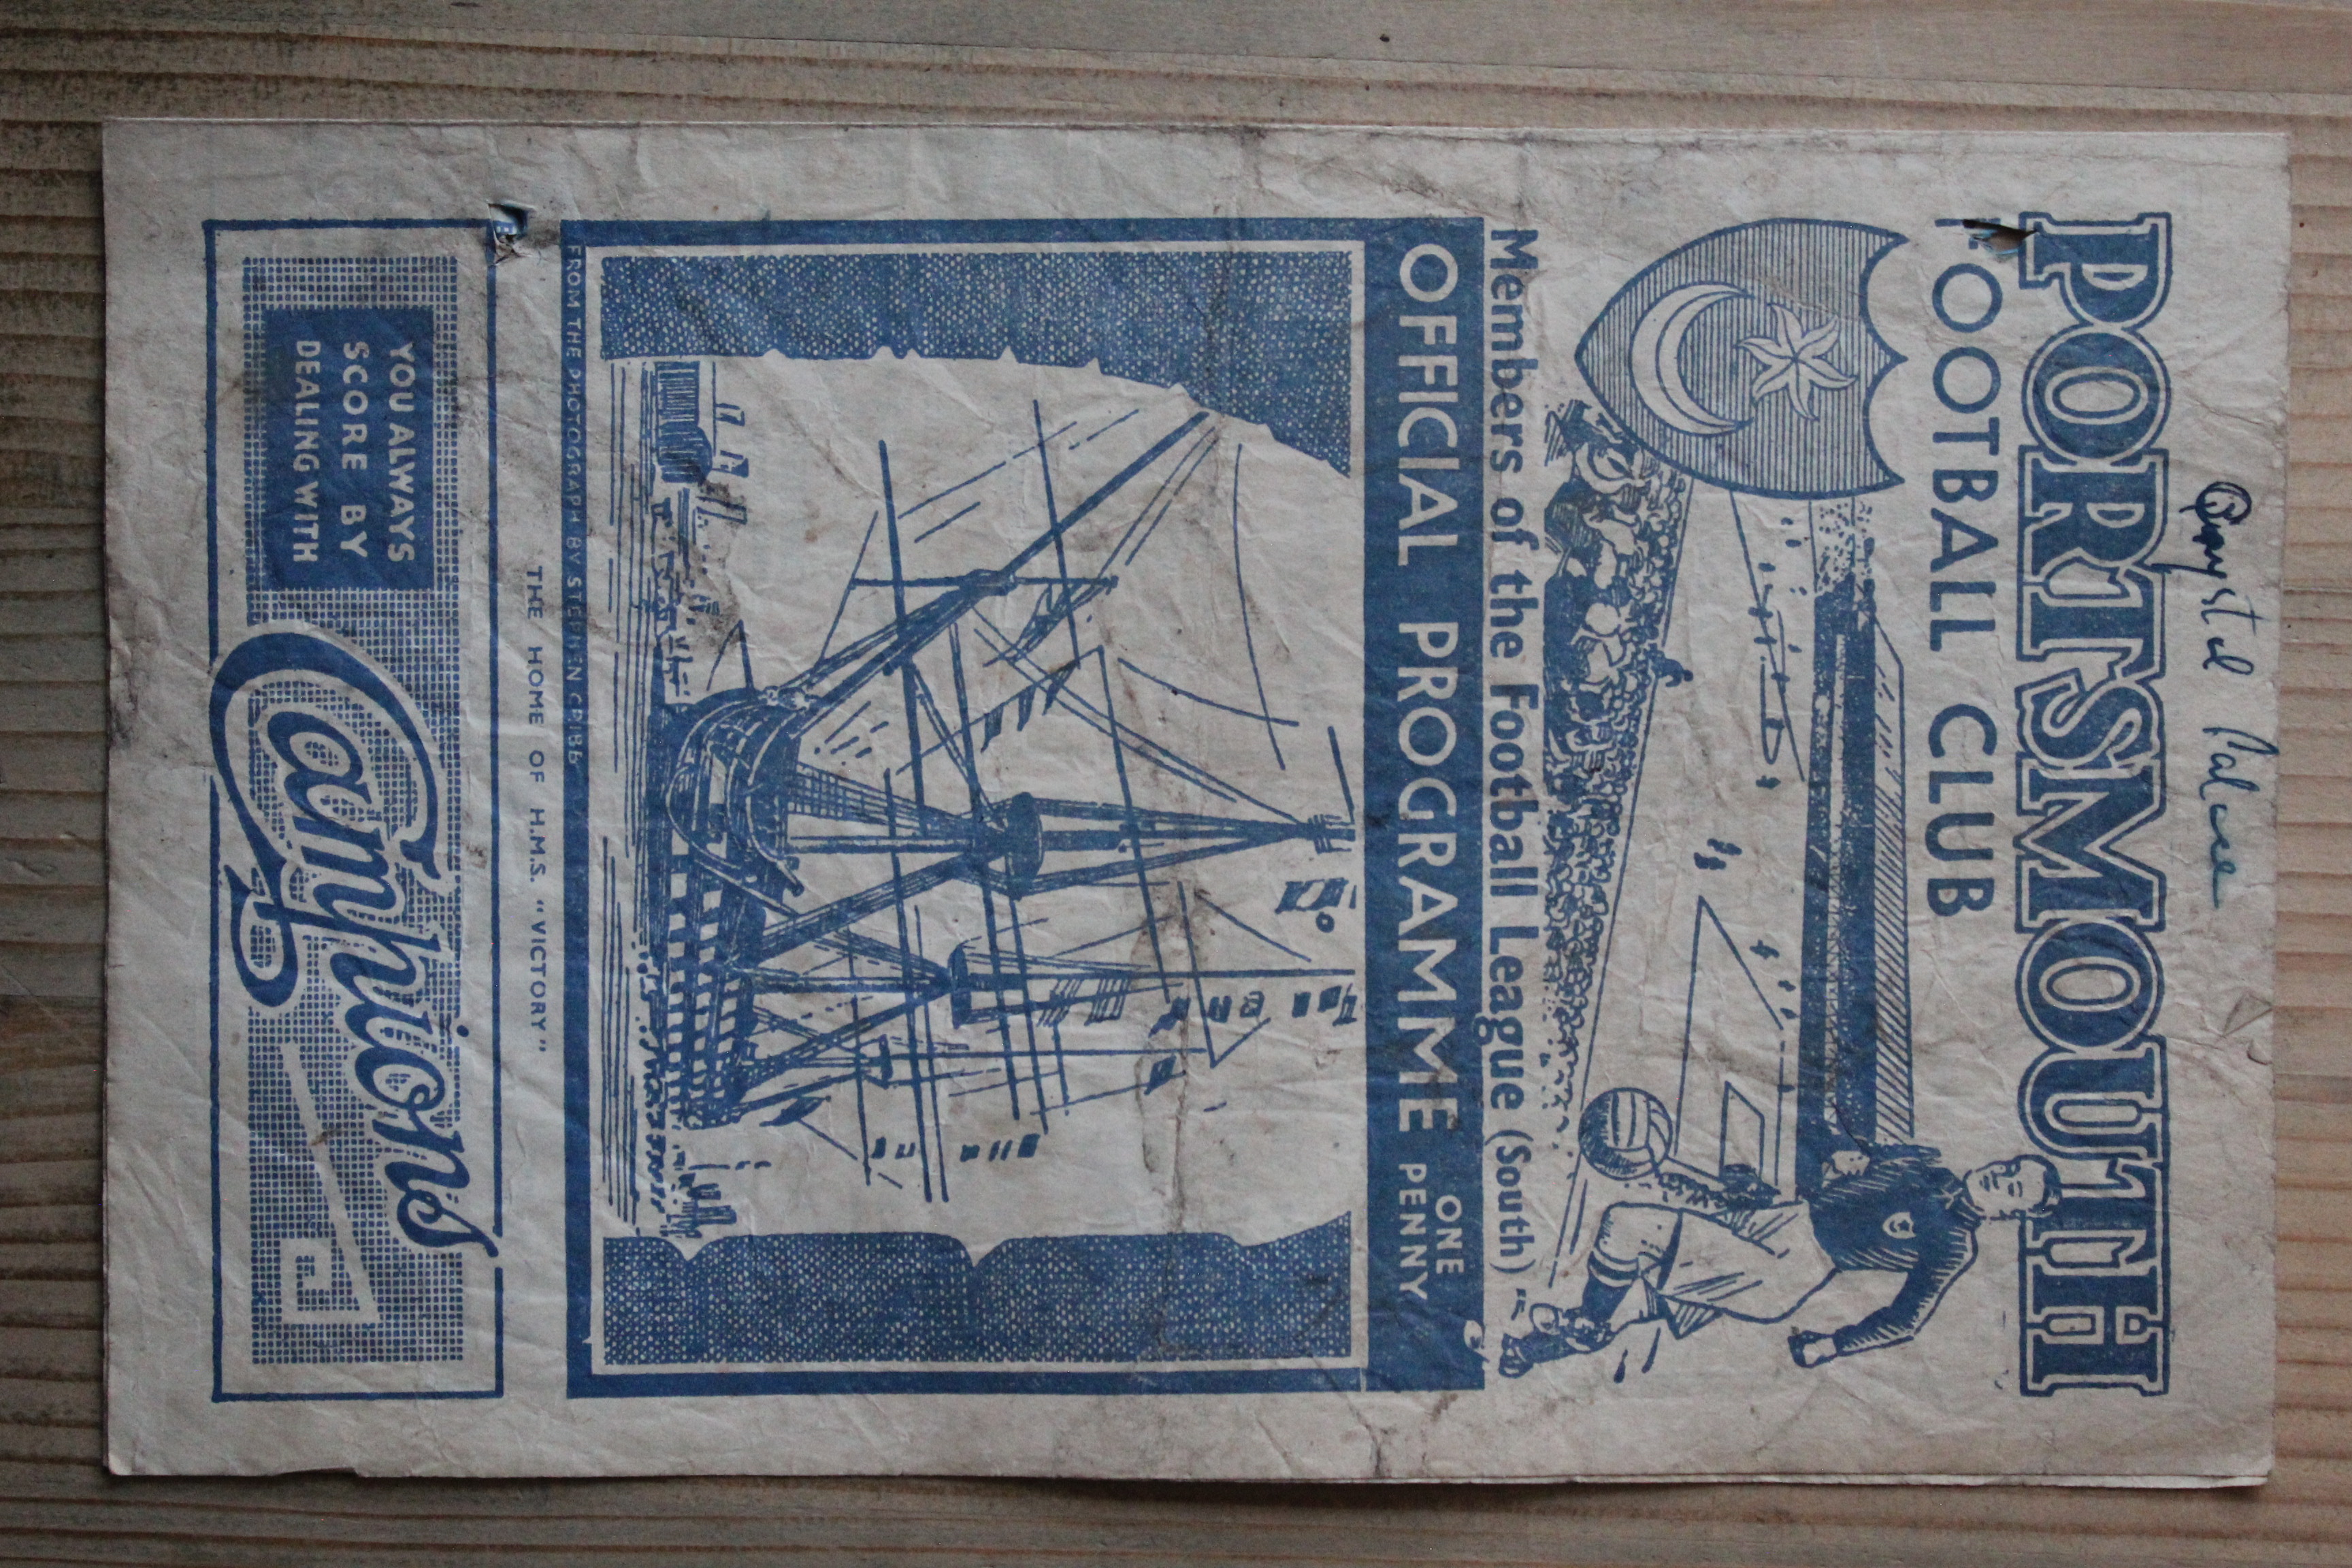 Crystal Palace
PORTSMOUTH
FOOTBALL CLUB
Members of the Football League (South)
OFFICIAL PROGRAMME ONE PENNY
FROM THE PHOTOGRAPH BY STEPHEN CRIBB
THE HOME OF H.M.S. "VICTORY"
YOU ALWAYS
SCORE BY
DEALING WITH
Campions